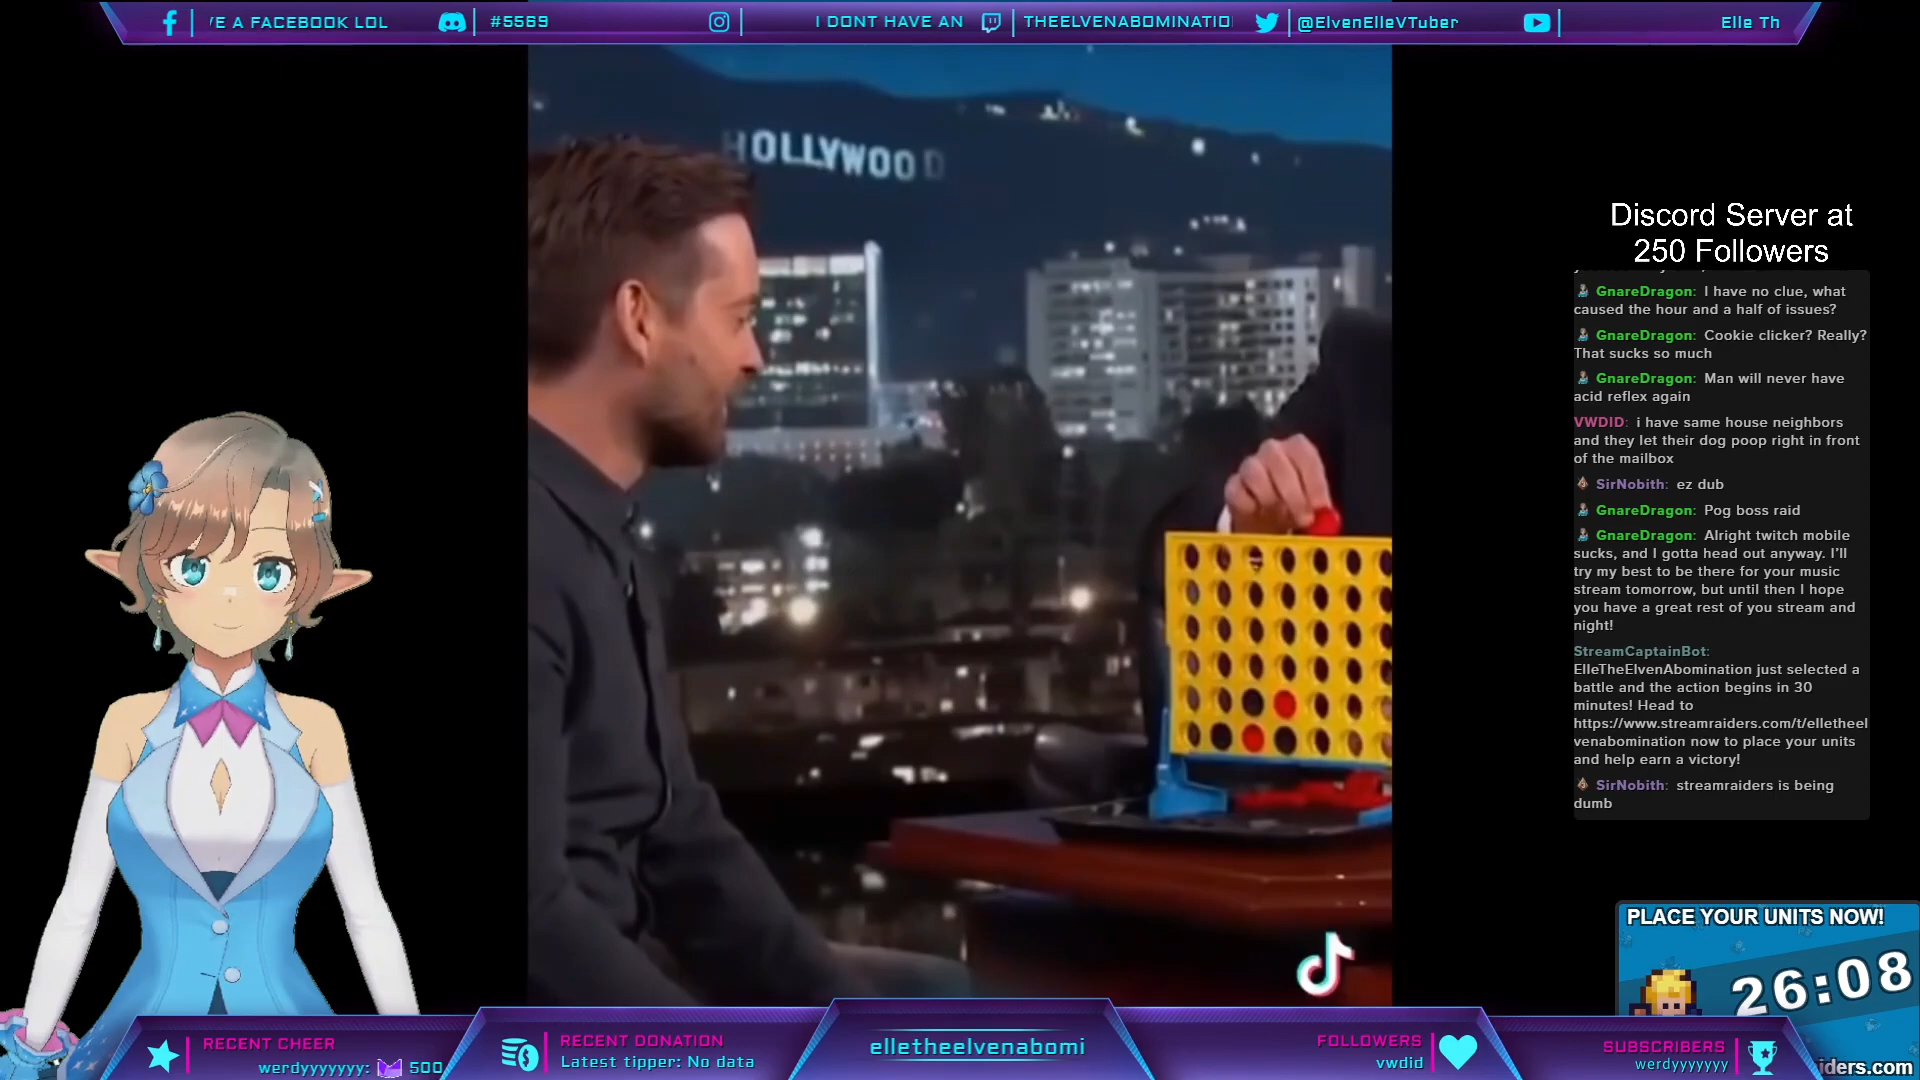 /E A FACEBOOK LOL
#5569
I DONT HAVE AN
THEELVENABOMINATIO
@ElvenElleVTuber
Elle Th
HOLLYWOOD
Discord Server at
250 Followers
GnareDragon: I have no clue, what
caused the hour and a half of issues?
GnareDragon: Cookie clicker? Really?
That sucks so much
GnareDragon: Man will never have
acid reflex again
VWDID: i have same house neighbors
and they let their dog poop right in front
of the mailbox
SirNobith: ez dub
GnareDragon: Pog boss raid
GnareDragon: Alright twitch mobile
sucks, and I gotta head out anyway. I'll
try my best to be there for your music
stream tomorrow, but until then I hope
you have a great rest of you stream and
night!
StreamCaptainBot:
ElleTheElvenAbomination just selected a
battle and the action begins in 30
minutes! Head to
https://www.streamraiders.com/t/elletheel
venabomination now to place your units
and help earn a victory!
SirNobith: streamraiders is being
dumb
PLACE YOUR UNITS NOW!
26:08
iders.com
RECENT CHEER
werdyyyyyyy: 500
RECENT DONATION
Latest tipper: No data
elletheelvenabomi
FOLLOWERS
vwdid
SUBSCRIBERS
werdyyyyyyy